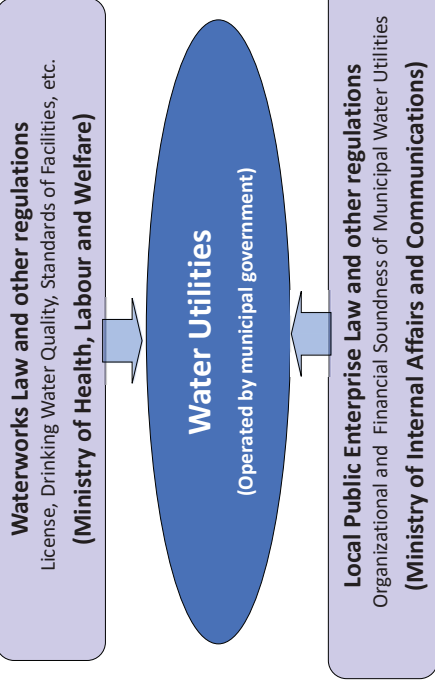 Waterworks Law and other regulations
License, Drinking Water Quality, Standards of Facilities, etc.
(Ministry of Health, Labour and Welfare)
Water Utilities
(Operated by municipal government)
Local Public Enterprise Law and other regulations
Organizational and Financial Soundness of Municipal Water Utilities
(Ministry of Internal Affairs and Communications)